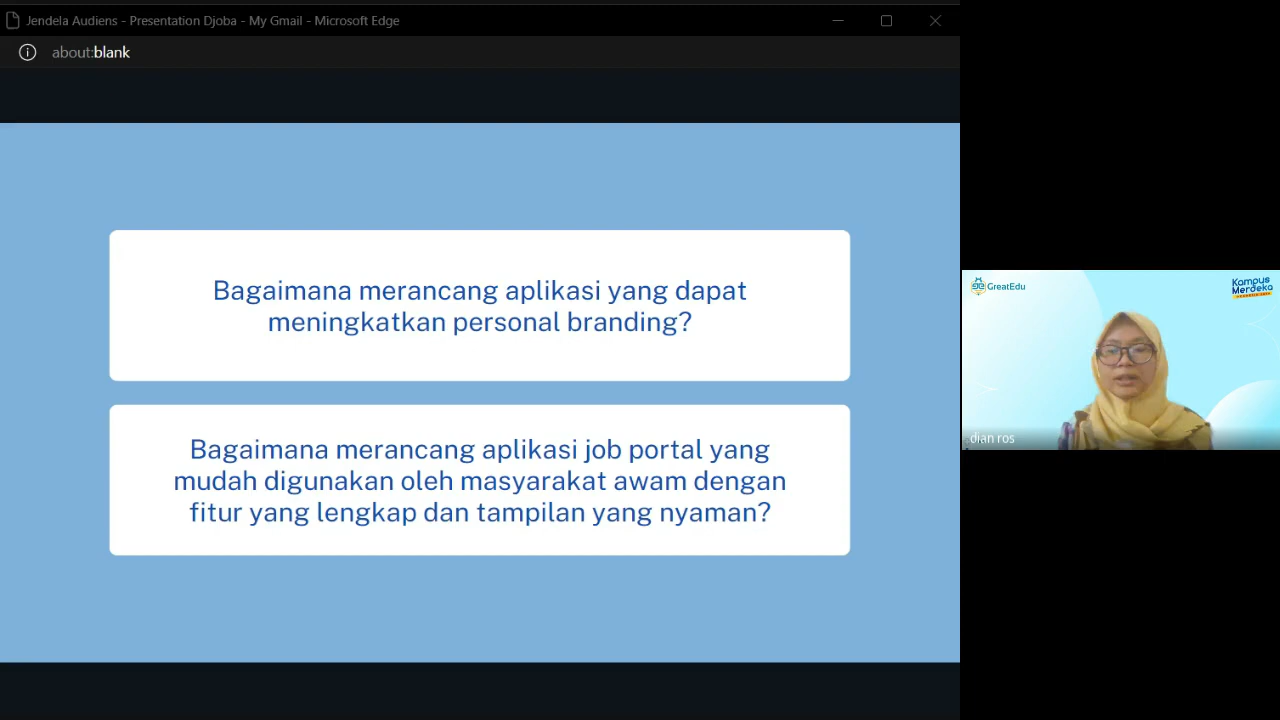 Jendela Audiens - Presentation Djoba - My Gmail - Microsoft Edge
about:blank
Bagaimana merancang aplikasi yang dapat
meningkatkan personal branding?
Bagaimana merancang aplikasi job portal yang
mudah digunakan oleh masyarakat awam dengan
fitur yang lengkap dan tampilan yang nyaman?
GreatEdu
Kampus
Merdeka
dian ros